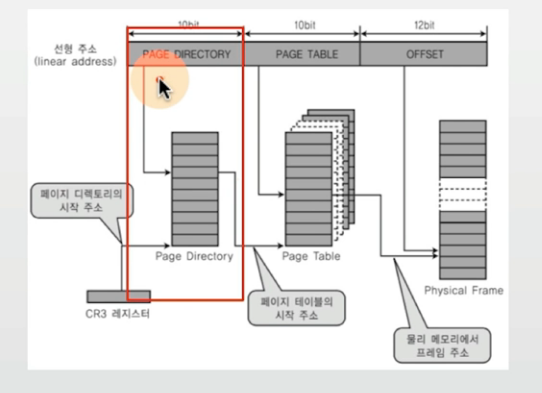 10bit 10bit 12bit
선형 주소
(linear address)
PAGE DIRECTORY PAGE TABLE OFFSET
페이지 디렉토리의
시작 주소
Page Directory Page Table
Physical Frame
CR3 레지스터
페이지 테이블의
시작 주소
물리 메모리에서
프레임 주소